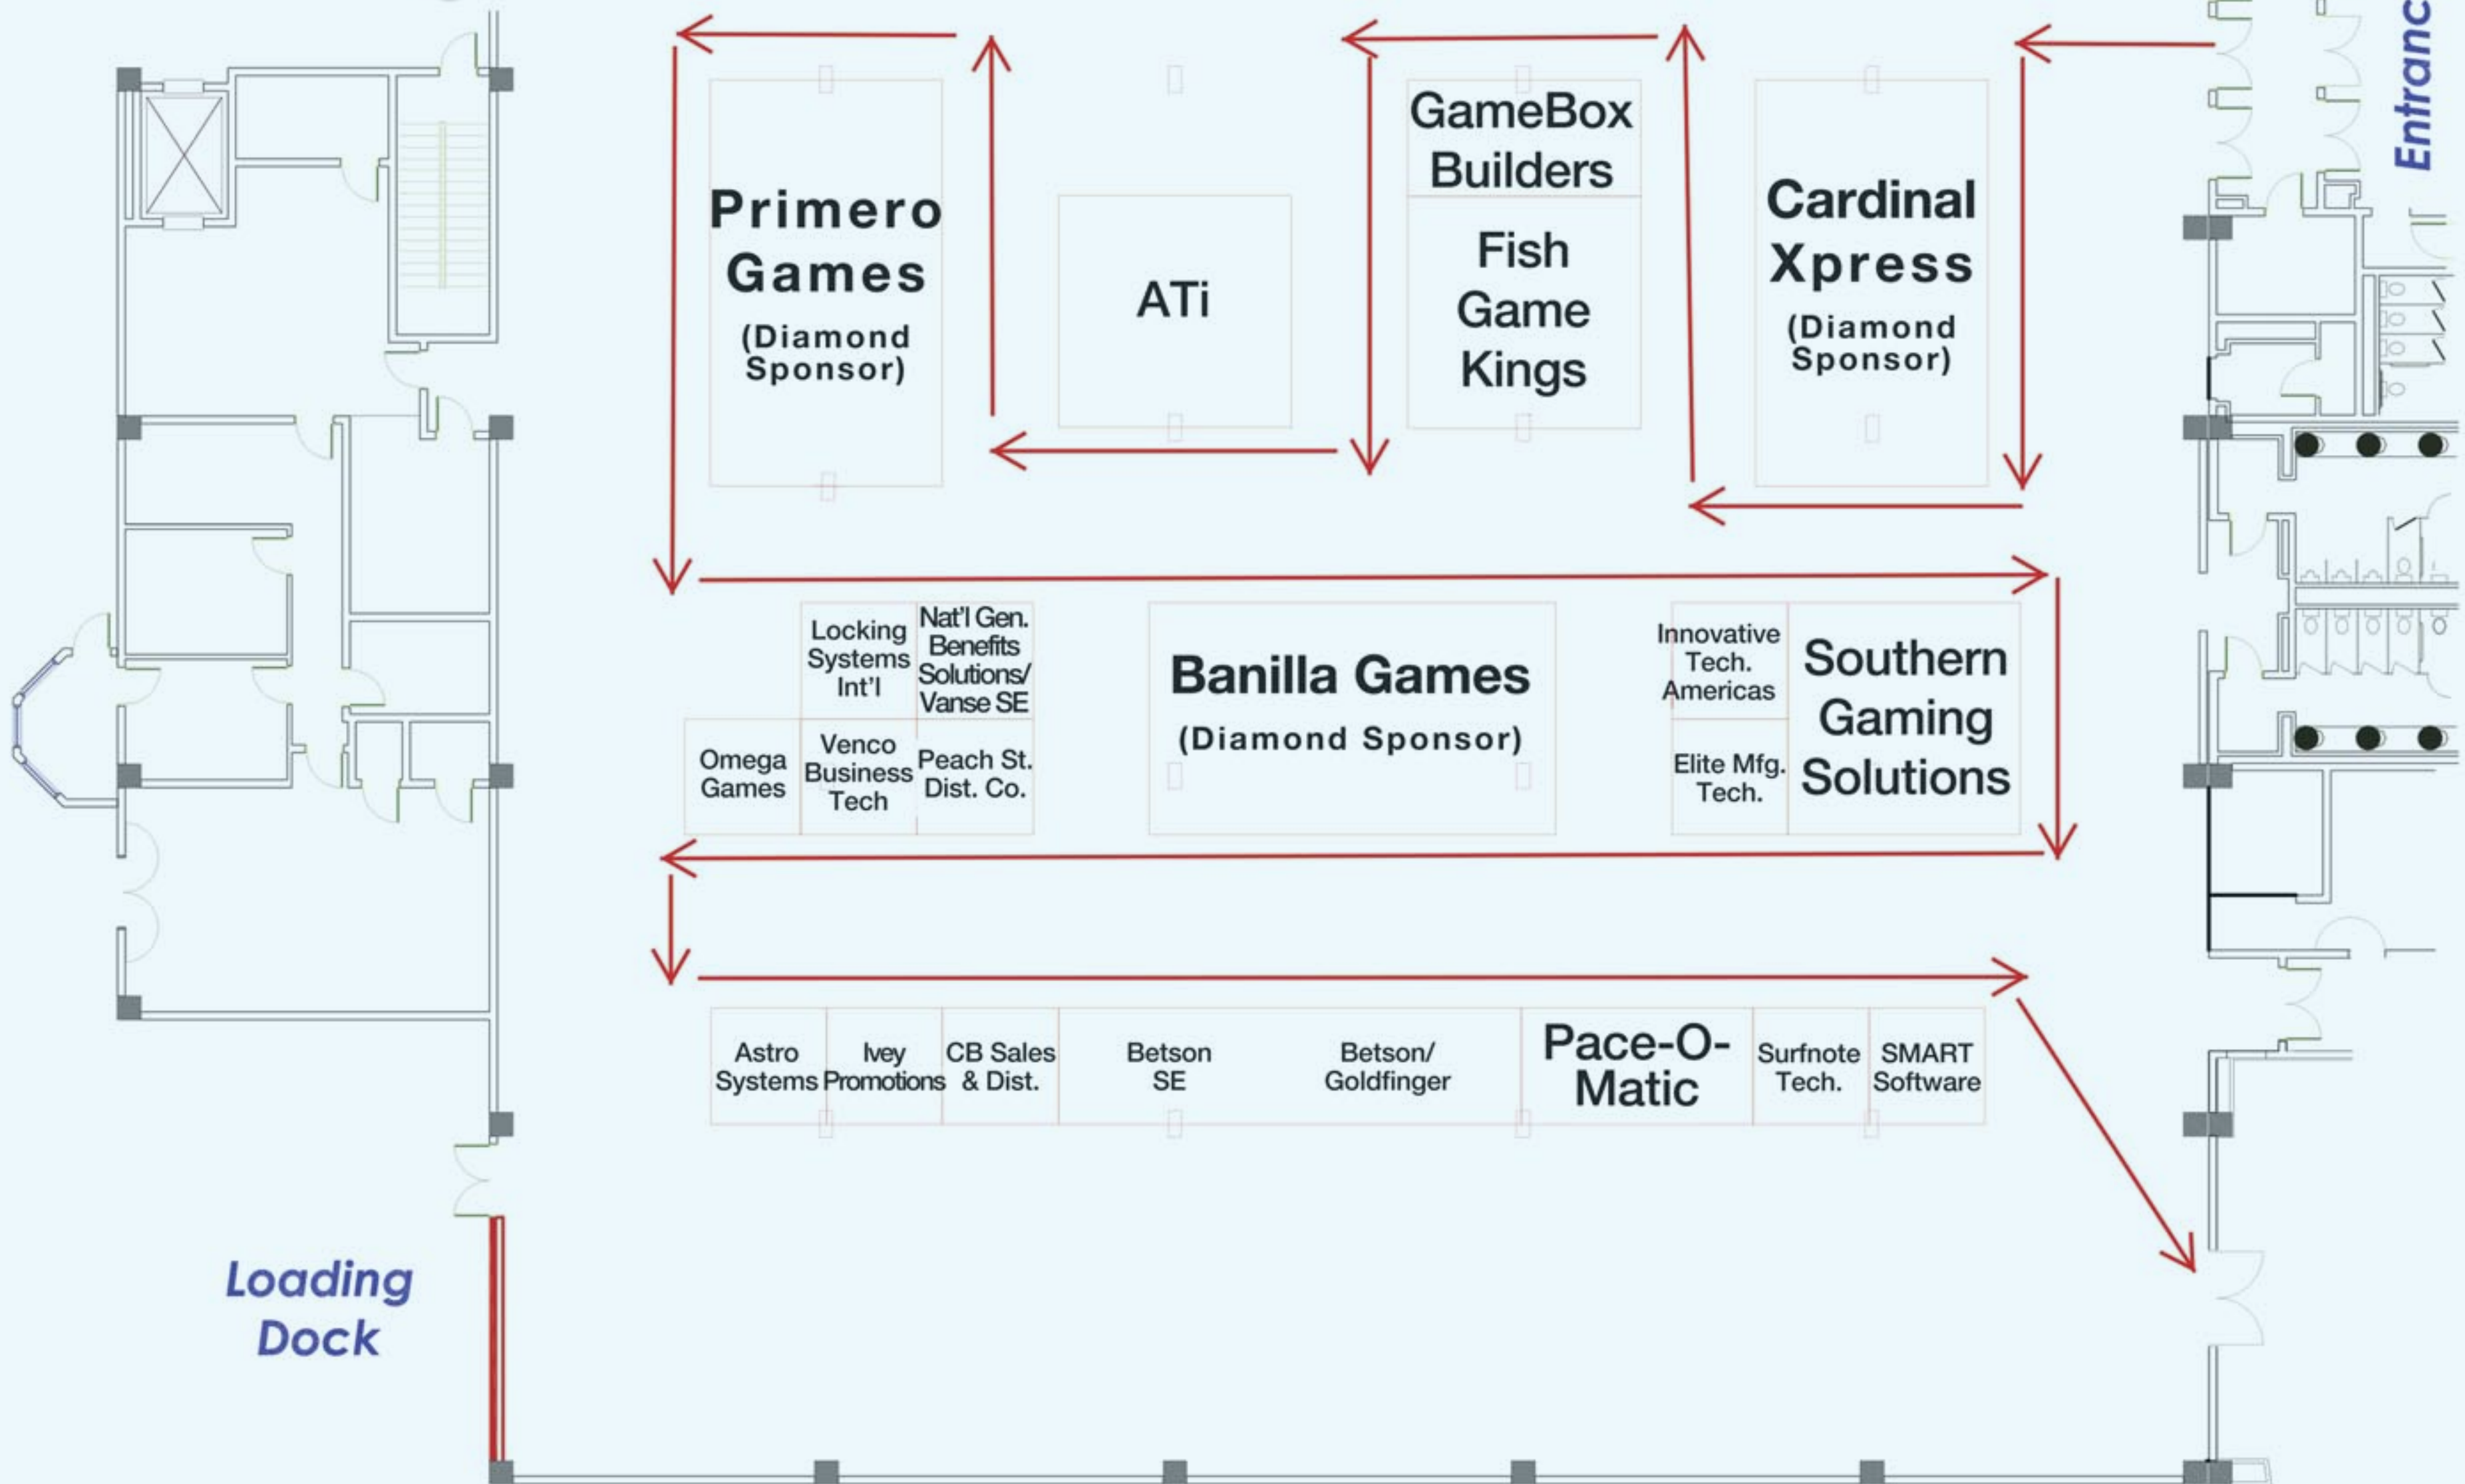 Entranc
GameBox
Builders
Primero
Games
(Diamond
Sponsor)
ATi
Fish
Game
Kings
Cardinal
Xpress
(Diamond
Sponsor)
Locking
Systems
Int'l
Nat'l Gen.
Benefits
Solutions/
Vanse SE
Omega
Games
Venco
Business
Tech
Peach St.
Dist. Co.
Banilla Games
(Diamond Sponsor)
Innovative
Tech.
Americas
Elite Mfg.
Tech.
Southern
Gaming
Solutions
Astro
Systems
Ivey
Promotions
CB Sales
& Dist.
Betson
SE
Betson/
Goldfinger
Pace-O-
Matic
Surfnote
Tech.
SMART
Software
Loading
Dock